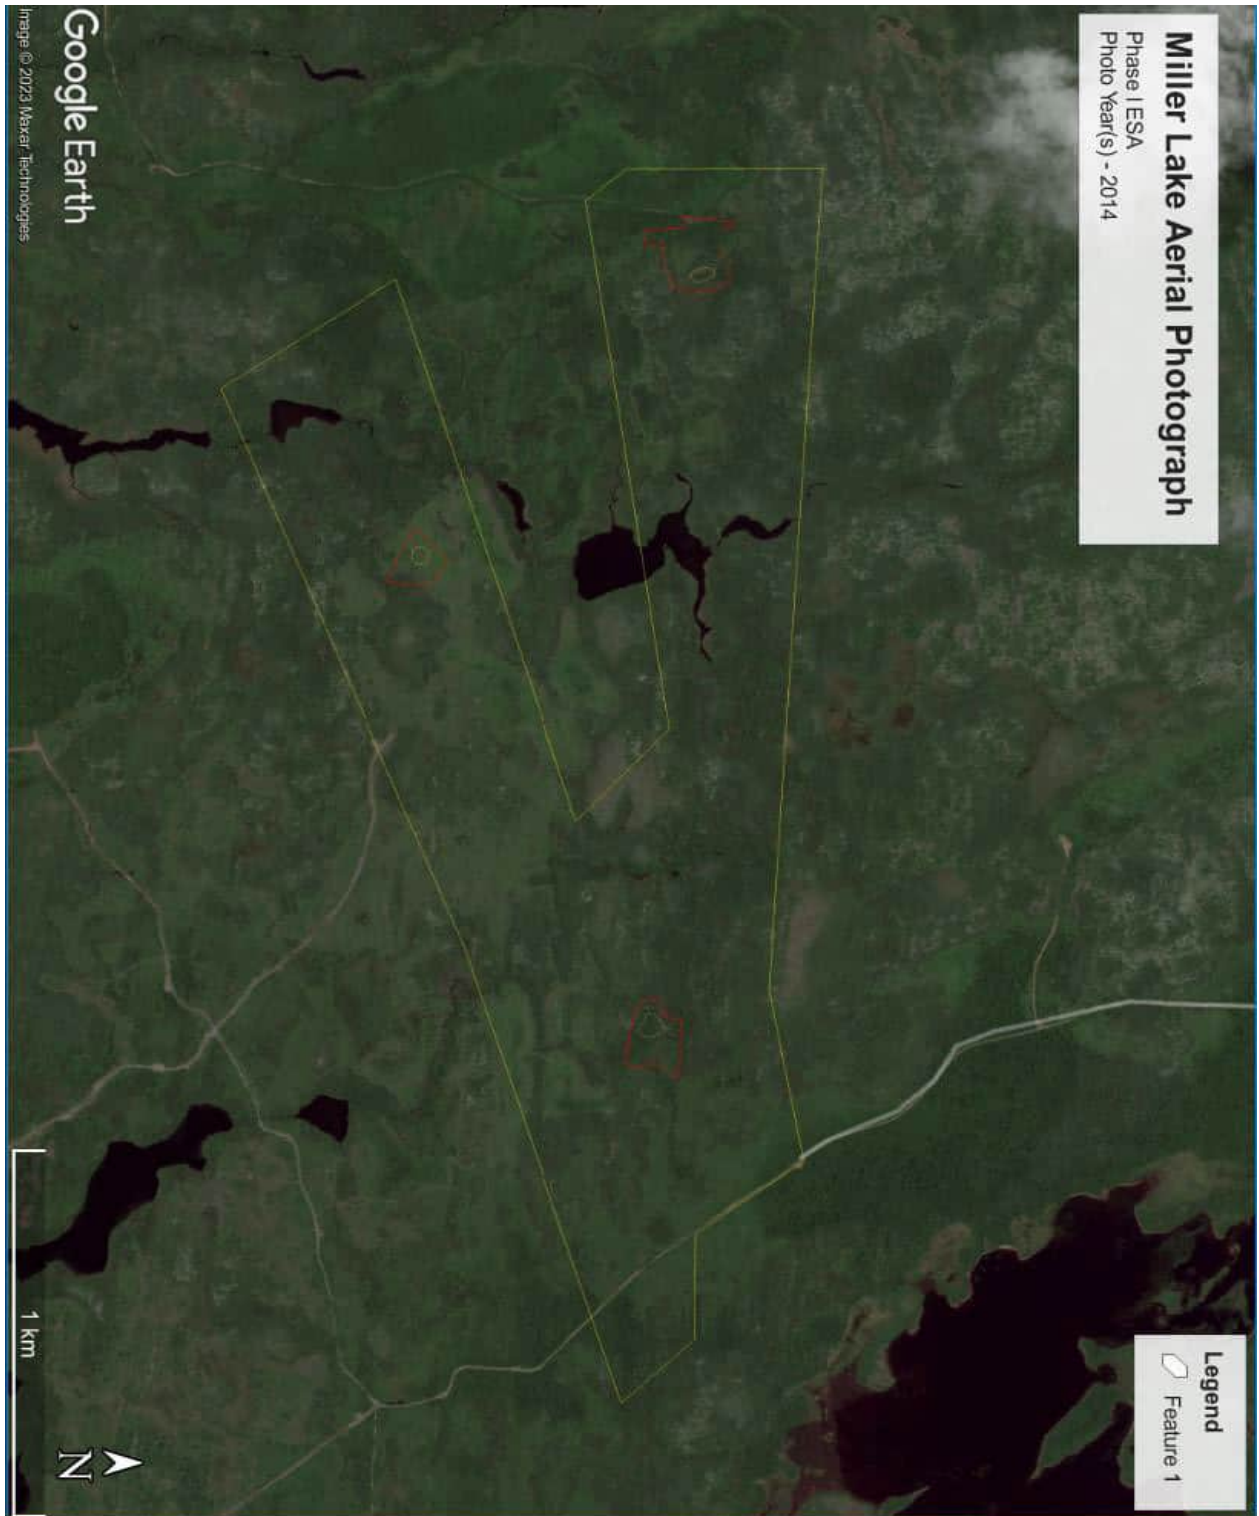 Miller Lake Aerial Photograph
Phase I ESA
Photo Year(s) - 2014
Legend
Feature 1
Google Earth
Image © 2023 Maxar Technologies
1 km
N